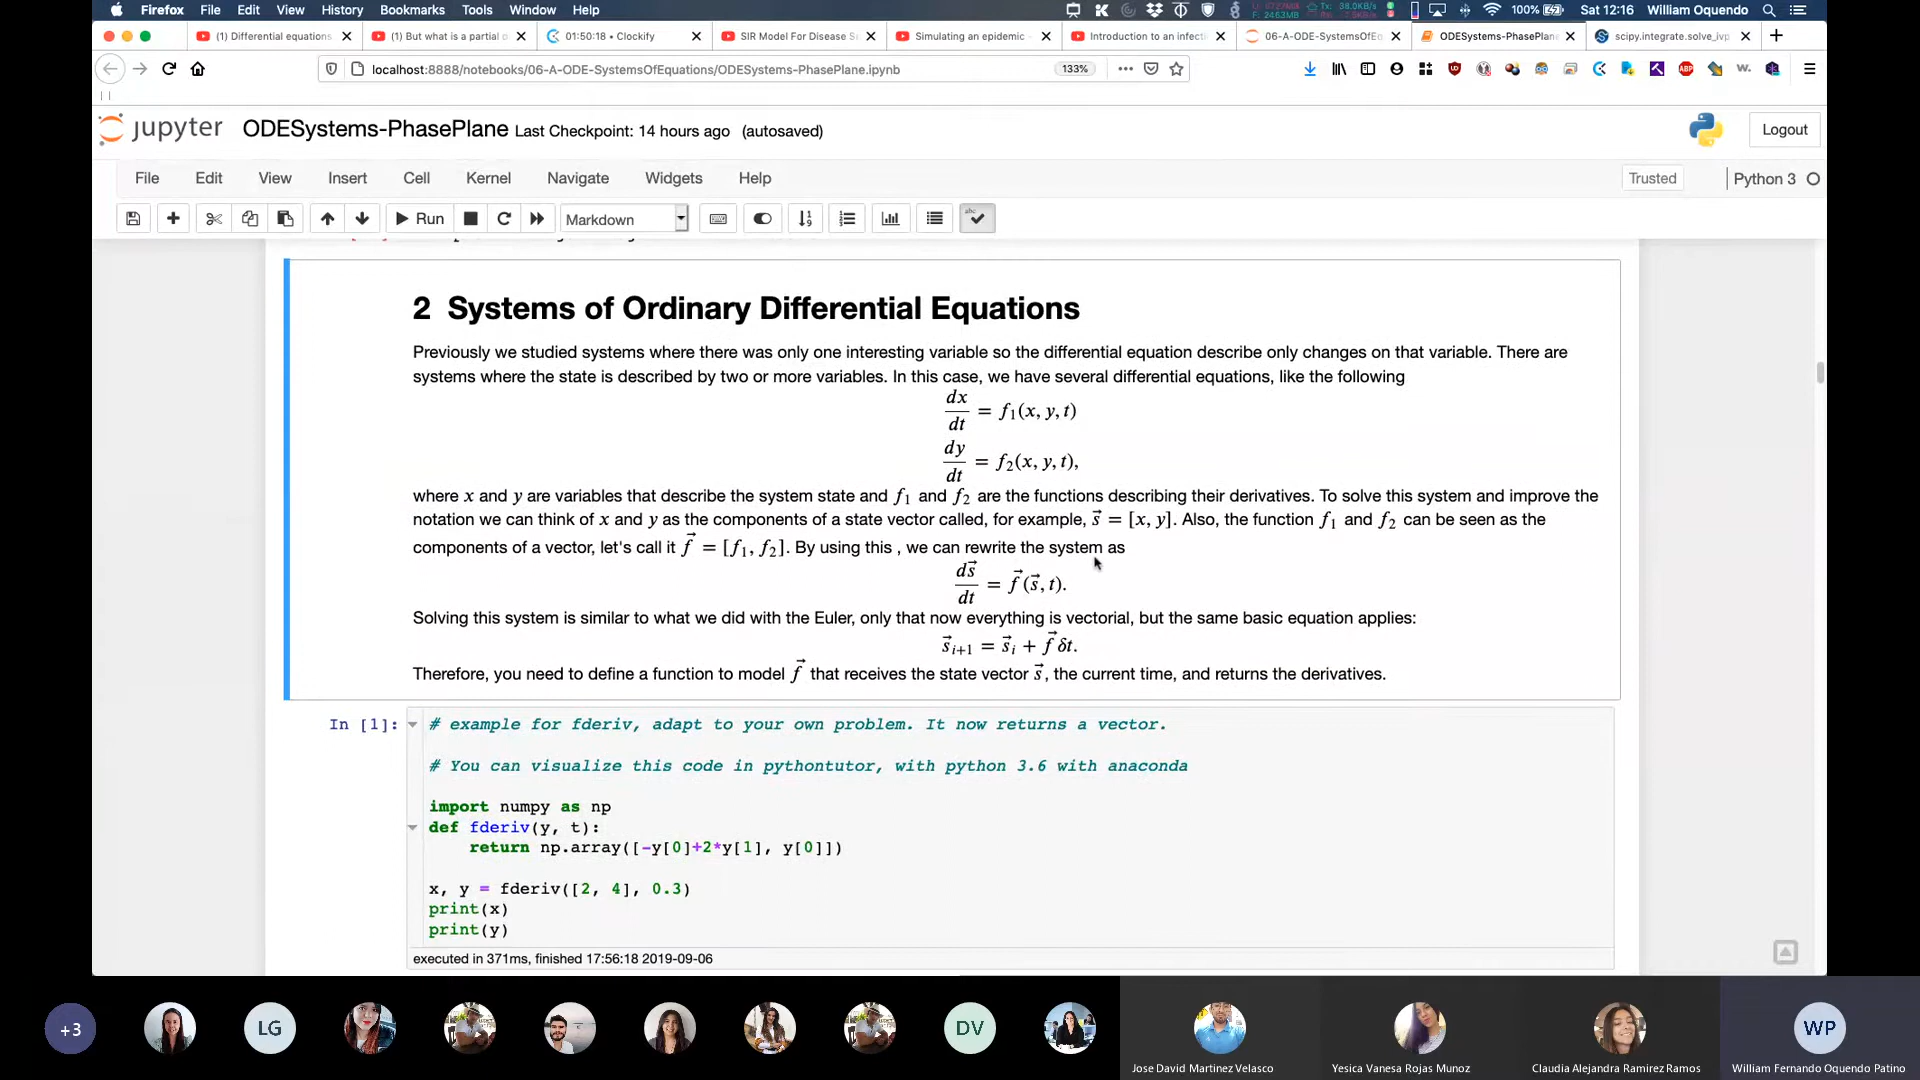 Firefox File Edit View History Bookmarks Tools Window Help 100% Sat 12:16 William Oquendo
(1) Differential equations (1) But what is a partial 01:50:18 • Clockify SIR Model For Disease Simulating an epidemic Introduction to an infecti 06-A-ODE-SystemsOfEq ODESystems-PhasePlane scipy.integrate.solve_ivp
localhost:8888/notebooks/06-A-ODE-SystemsOfEquations/ODESystems-PhasePlane.ipynb 133%
jupyter ODESystems-PhasePlane Last Checkpoint: 14 hours ago (autosaved) Logout
File Edit View Insert Cell Kernel Navigate Widgets Help Trusted Python 3
Run Markdown
2 Systems of Ordinary Differential Equations
Previously we studied systems where there was only one interesting variable so the differential equation describe only changes on that variable. There are
systems where the state is described by two or more variables. In this case, we have several differential equations, like the following
dx/dt = f₁(x, y, t)
dy/dt = f₂(x, y, t),
where x and y are variables that describe the system state and f₁ and f₂ are the functions describing their derivatives. To solve this system and improve the
notation we can think of x and y as the components of a state vector called, for example, s⃗ = [x, y]. Also, the function f₁ and f₂ can be seen as the
components of a vector, let's call it f⃗ = [f₁, f₂]. By using this , we can rewrite the system as
ds⃗/dt = f⃗(s⃗, t).
Solving this system is similar to what we did with the Euler, only that now everything is vectorial, but the same basic equation applies:
s⃗ᵢ₊₁ = s⃗ᵢ + f⃗ δt.
Therefore, you need to define a function to model f⃗ that receives the state vector s⃗, the current time, and returns the derivatives.
In [1]: # example for fderiv, adapt to your own problem. It now returns a vector.
# You can visualize this code in pythontutor, with python 3.6 with anaconda
import numpy as np
def fderiv(y, t):
return np.array([-y[0]+2*y[1], y[0]])
x, y = fderiv([2, 4], 0.3)
print(x)
print(y)
executed in 371ms, finished 17:56:18 2019-09-06
+3 LG DV WP
Jose David Martinez Velasco Yesica Vanesa Rojas Munoz Claudia Alejandra Ramirez Ramos William Fernando Oquendo Patino